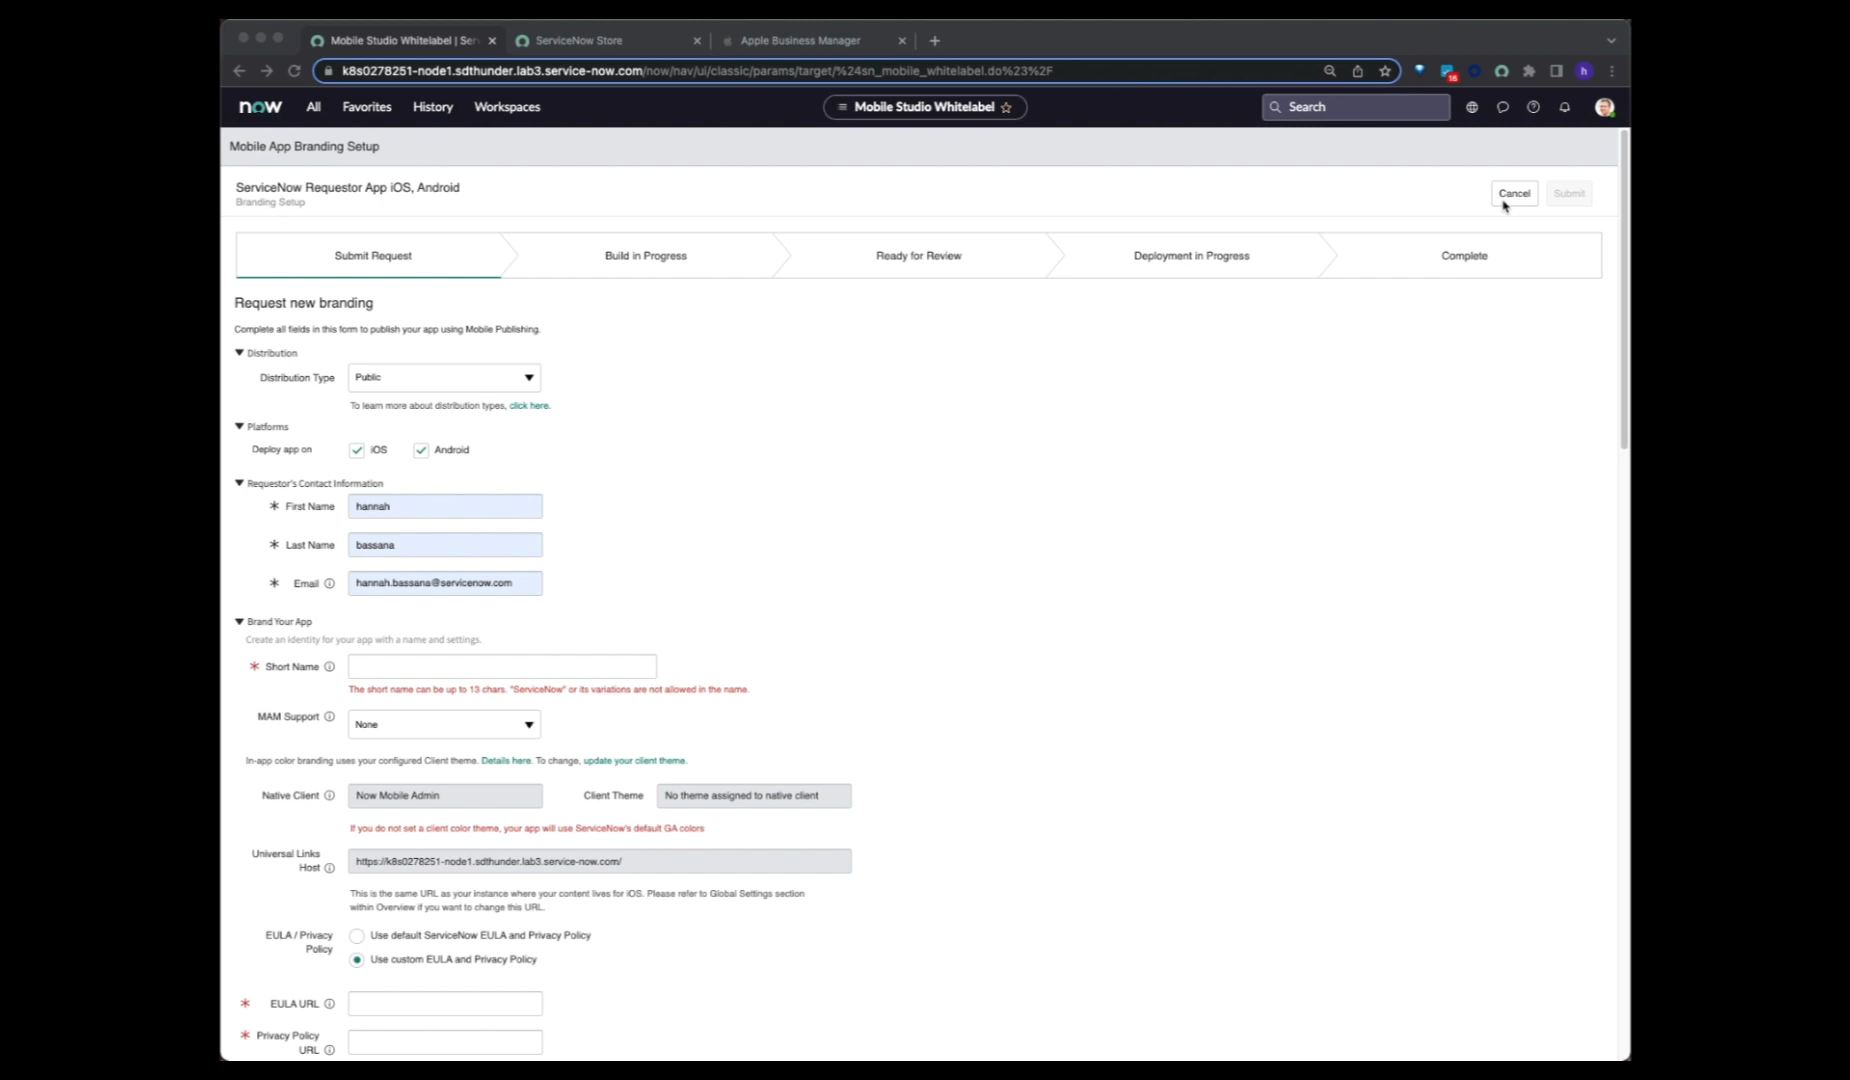 Mobile Studio Whitelabel | Ser
ServiceNow Store
Apple Business Manager
k8s0278251-node1.sdthunder.lab3.service-now.com/now/nav/ui/classic/params/target/%24sn_mobile_whitelabel.do%23%2F
16
h
now
All
Favorites
History
Workspaces
Mobile Studio Whitelabel
Search
Mobile App Branding Setup
ServiceNow Requestor App iOS, Android
Branding Setup
Cancel
Submit
Submit Request
Build in Progress
Ready for Review
Deployment in Progress
Complete
Request new branding
Complete all fields in this form to publish your app using Mobile Publishing.
Distribution
Distribution Type
Public
To learn more about distribution types, click here.
Platforms
Deploy app on
iOS
Android
Requestor's Contact Information
* First Name
hannah
* Last Name
bassana
* Email
hannah.bassana@servicenow.com
Brand Your App
Create an identity for your app with a name and settings.
* Short Name
The short name can be up to 13 chars. "ServiceNow" or its variations are not allowed in the name.
MAM Support
None
In-app color branding uses your configured Client theme. Details here. To change, update your client theme.
Native Client
Now Mobile Admin
Client Theme
No theme assigned to native client
If you do not set a client color theme, your app will use ServiceNow's default GA colors
Universal Links
Host
https://k8s0278251-node1.sdthunder.lab3.service-now.com/
This is the same URL as your instance where your content lives for iOS. Please refer to Global Settings section
within Overview if you want to change this URL.
EULA / Privacy
Policy
Use default ServiceNow EULA and Privacy Policy
Use custom EULA and Privacy Policy
* EULA URL
* Privacy Policy
URL